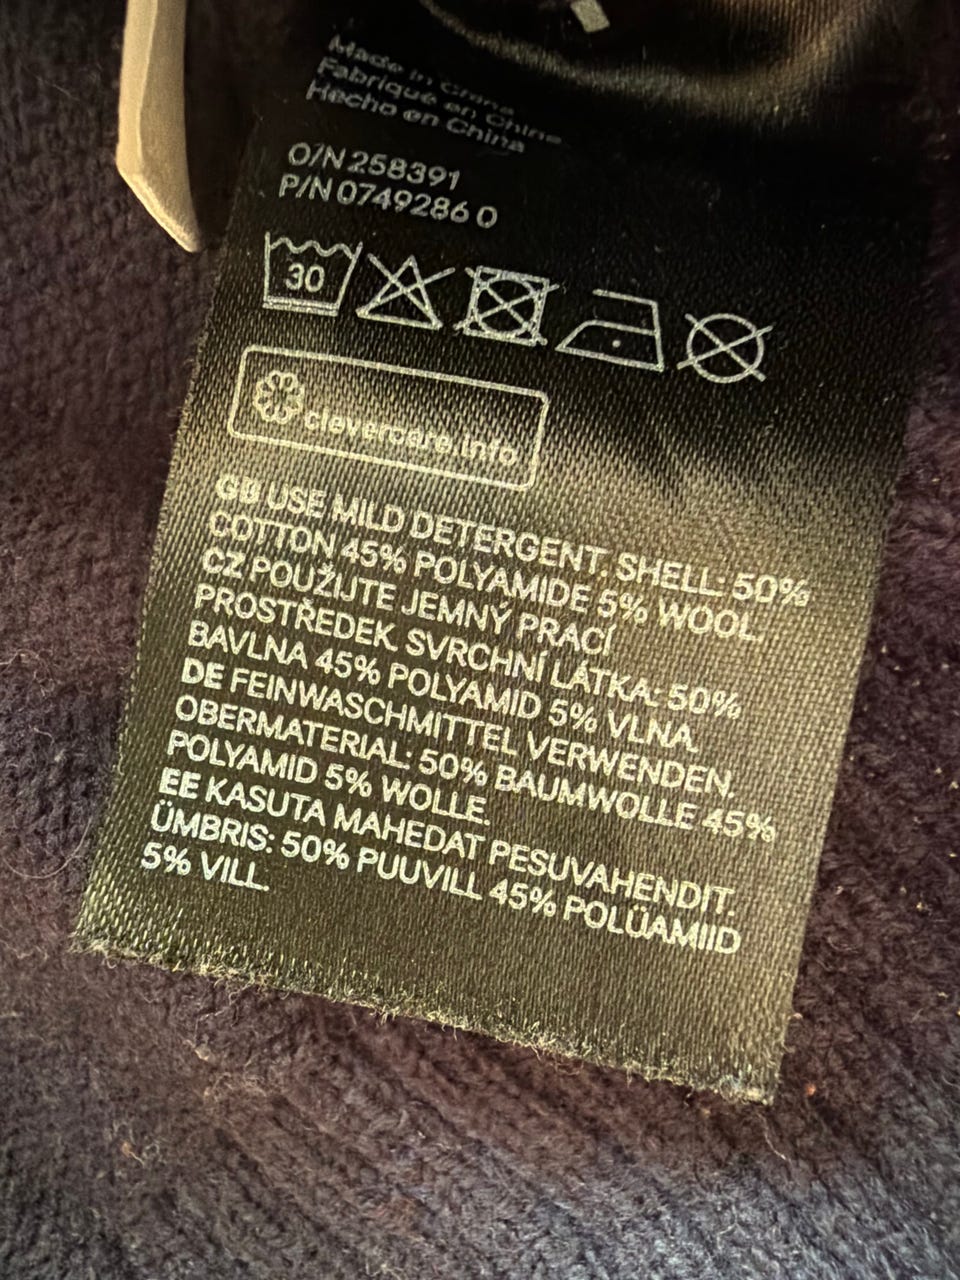 Made in China
Fabriqué en Chine
Hecho en China
O/N 258391
P/N 0749286 0
30
clevercare.info
GB USE MILD DETERGENT. SHELL: 50%
COTTON 45% POLYAMIDE 5% WOOL.
CZ POUŽIJTE JEMNÝ PRACÍ
PROSTŘEDEK. SVRCHNÍ LÁTKA: 50%
BAVLNA 45% POLYAMID 5% VLNA.
DE FEINWASCHMITTEL VERWENDEN.
OBERMATERIAL: 50% BAUMWOLLE 45%
POLYAMID 5% WOLLE.
EE KASUTA MAHEDAT PESUVAHENDIT.
ÜMBRIS: 50% PUUVILL 45% POLÜAMIID
5% VILL.